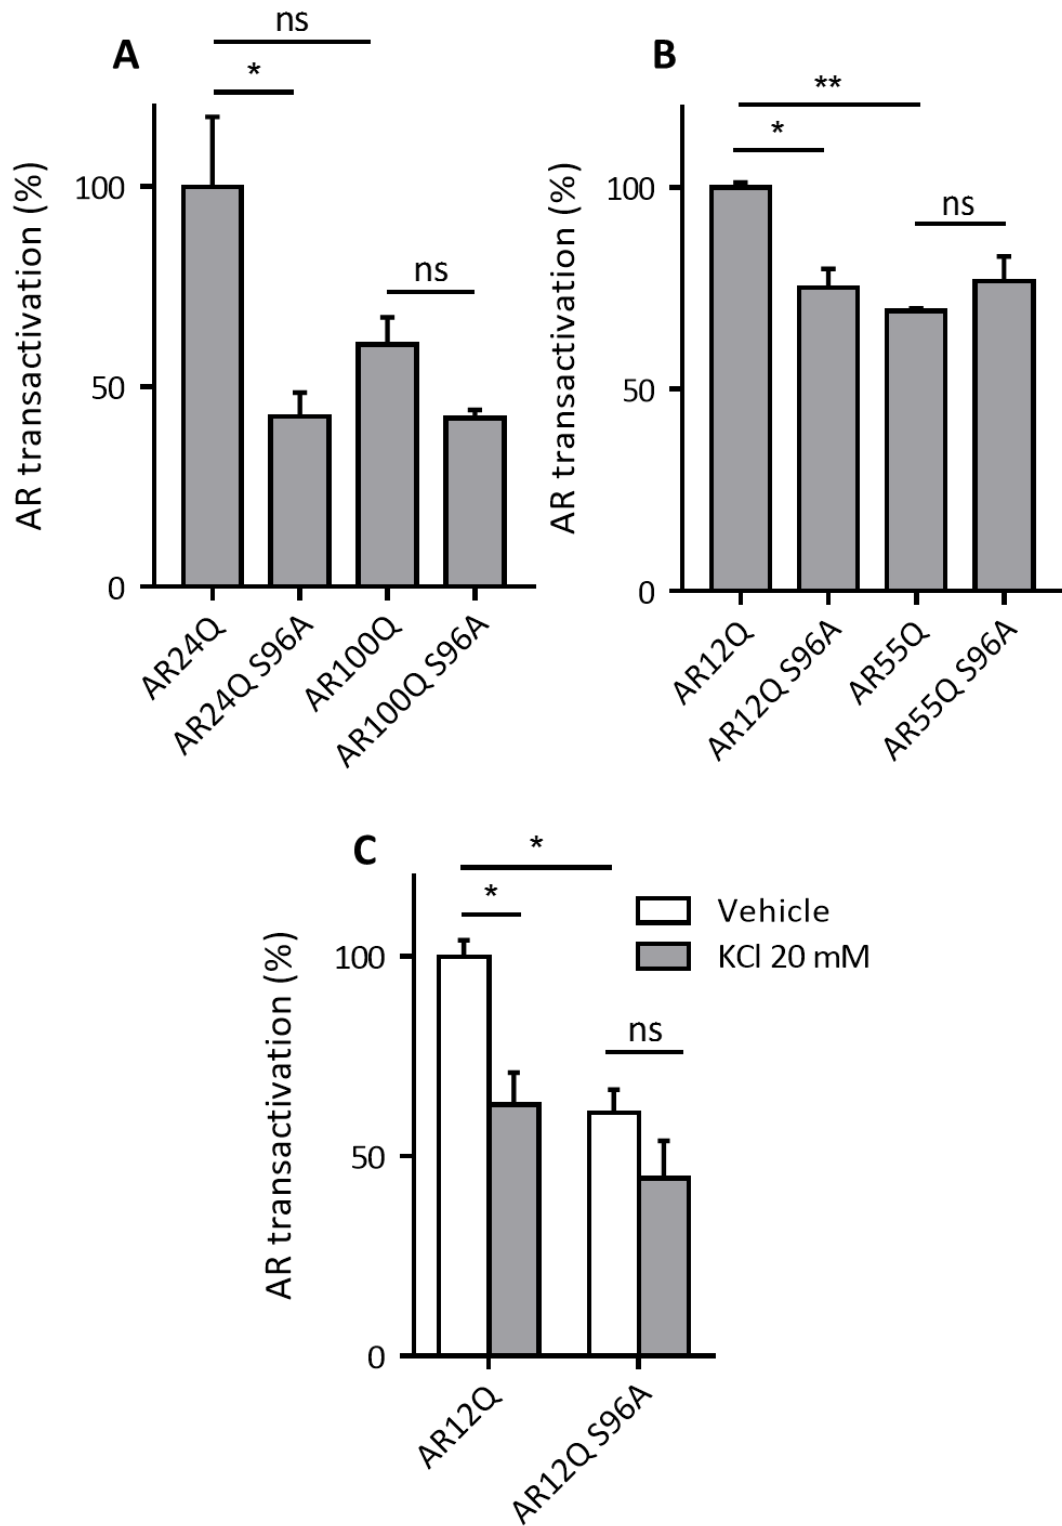 A
ns
*
AR transactivation (%)
100
ns
50
0
AR24Q
AR24Q S96A
AR100Q
AR100Q S96A
B
**
*
AR transactivation (%)
100
ns
50
0
AR12Q
AR12Q S96A
AR55Q
AR55Q S96A
C
*
*
Vehicle
KCl 20 mM
AR transactivation (%)
100
ns
50
0
AR12Q
AR12Q S96A